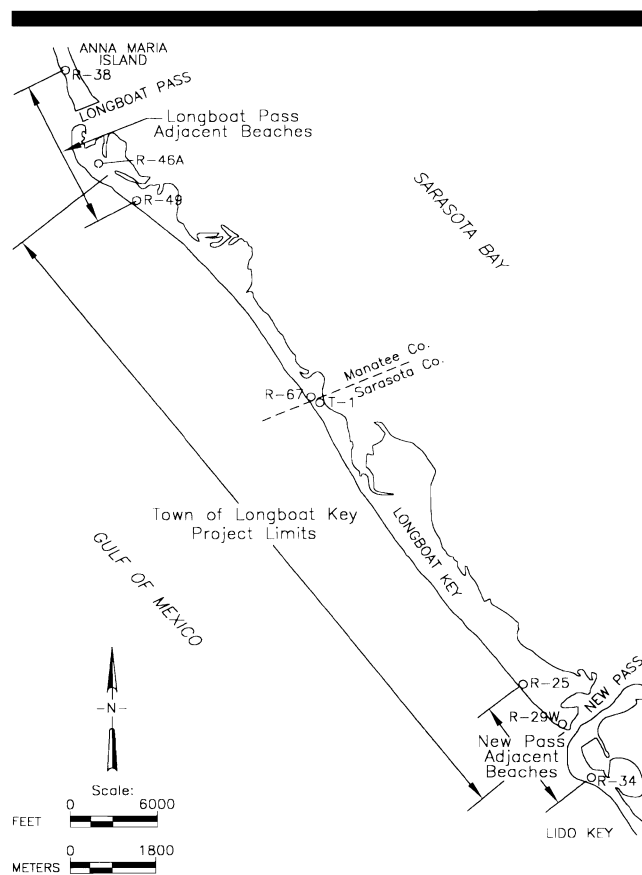 ANNA MARIA
ISLAND
R-38
LONGBOAT PASS
Longboat Pass
Adjacent Beaches
R-46A
R-49
SARASOTA BAY
Manatee Co.
Sarasota Co.
R-67
T-1
Town of Longboat Key
Project Limits
LONGBOAT KEY
GULF OF MEXICO
R-25
NEW PASS
R-29W
New Pass
Adjacent
Beaches
R-34
LIDO KEY
-N-
Scale:
0 6000
FEET
0 1800
METERS